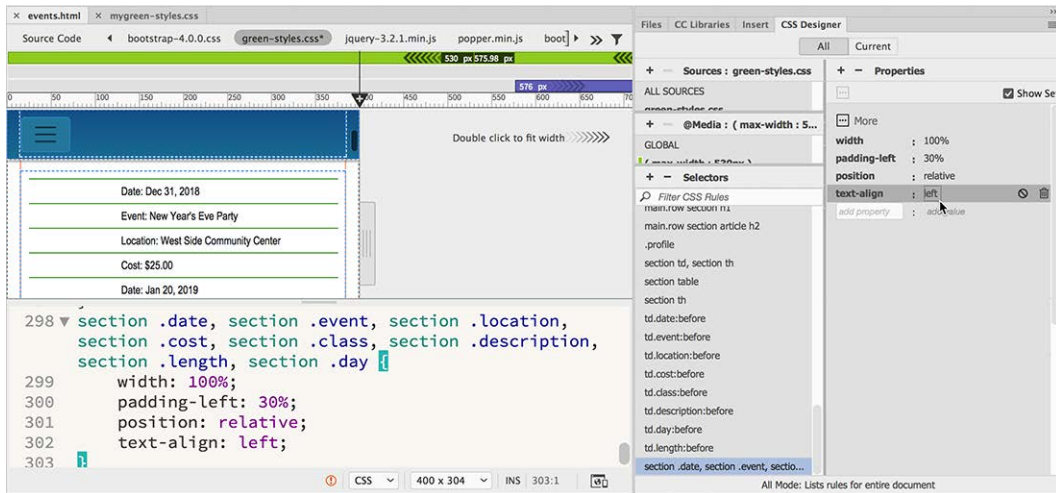 × events.html × mygreen-styles.css
Source Code bootstrap-4.0.0.css green-styles.css* jquery-3.2.1.min.js popper.min.js boot
530 px 575.98 px
576 px
0 50 100 150 200 250 300 350 400 450 500 550 600 650 70
Double click to fit width
Date: Dec 31, 2018
Event: New Year's Eve Party
Location: West Side Community Center
Cost: $25.00
Date: Jan 20, 2019
298 section .date, section .event, section .location,
section .cost, section .class, section .description,
section .length, section .day {
299 width: 100%;
300 padding-left: 30%;
301 position: relative;
302 text-align: left;
303 }
CSS 400 x 304 INS 303:1
Files CC Libraries Insert CSS Designer
All Current
+ − Sources : green-styles.css
ALL SOURCES
green-styles.css
+ − @Media : ( max-width : 5...
GLOBAL
( max-width : 530px )
+ − Selectors
Filter CSS Rules
main.row section h1
main.row section article h2
.profile
section td, section th
section table
section th
td.date:before
td.event:before
td.location:before
td.cost:before
td.class:before
td.description:before
td.day:before
td.length:before
section .date, section .event, sectio...
+ − Properties
Show Se
More
width : 100%
padding-left : 30%
position : relative
text-align : left
add property : add value
All Mode: Lists rules for entire document